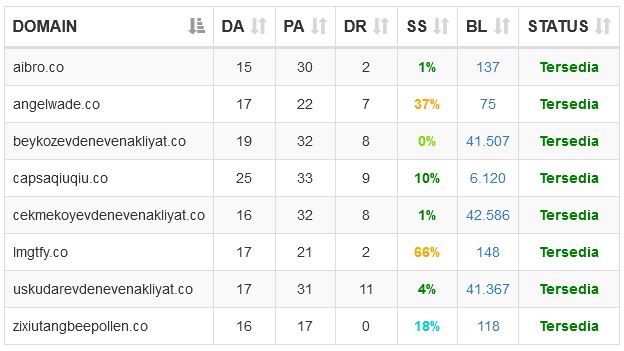 DOMAIN DA PA DR SS BL STATUS
aibro.co 15 30 2 1% 137 Tersedia
angelwade.co 17 22 7 37% 75 Tersedia
beykozevdenevenakliyat.co 19 32 8 0% 41.507 Tersedia
capsaqiuqiu.co 25 33 9 10% 6.120 Tersedia
cekmekoyevdenevenakliyat.co 16 32 8 1% 42.586 Tersedia
lmgtfy.co 17 21 2 66% 148 Tersedia
uskudarevdenevenakliyat.co 17 31 11 4% 41.367 Tersedia
zixiutangbeepollen.co 16 17 0 18% 118 Tersedia